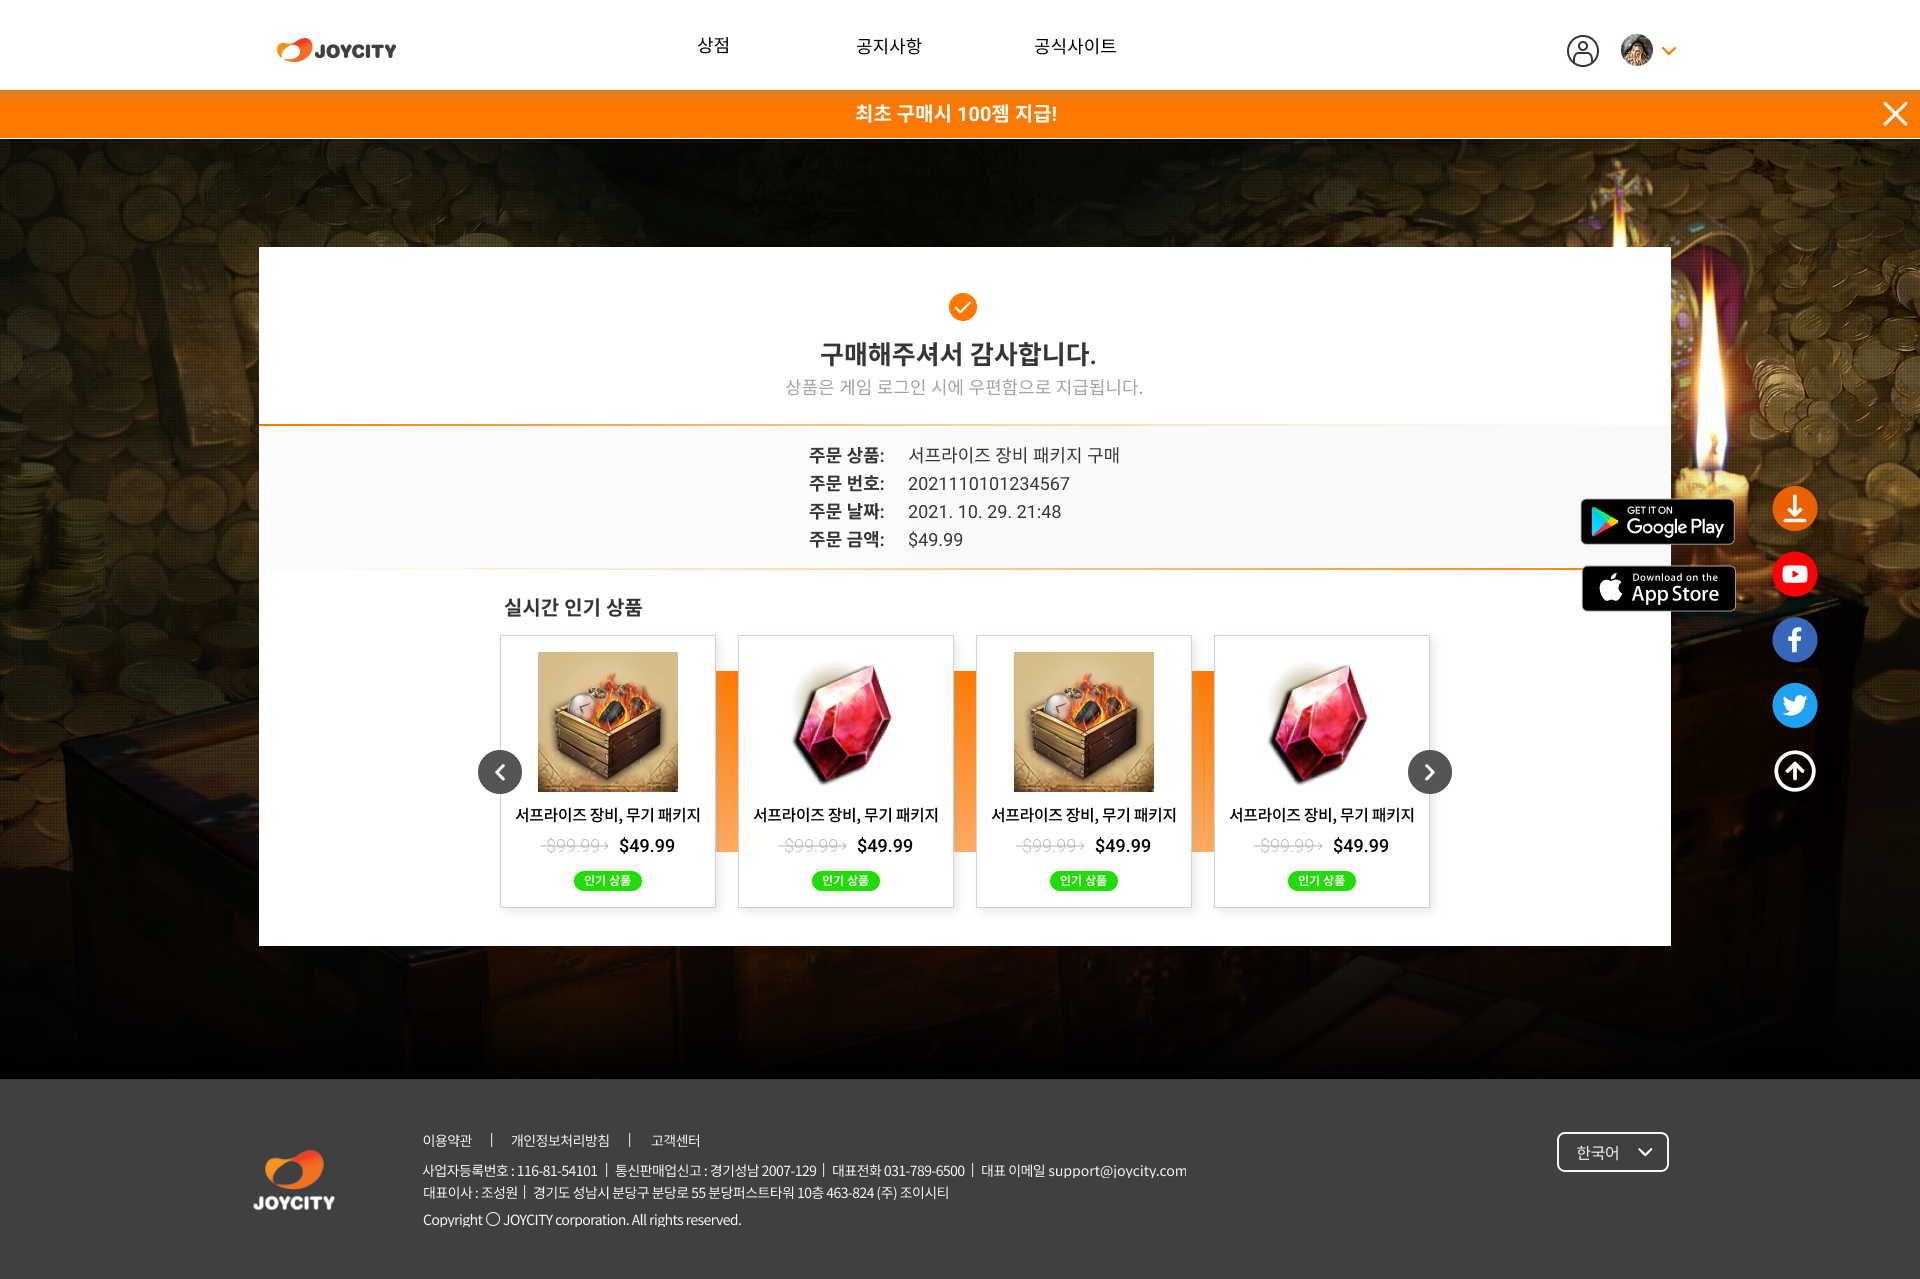 JOYCITY
상점
공지사항
공식사이트
최초 구매시 100젬 지급!
구매해주셔서 감사합니다.
상품은 게임 로그인 시에 우편함으로 지급됩니다.
주문 상품: 서프라이즈 장비 패키지 구매
주문 번호: 2021110101234567
주문 날짜: 2021. 10. 29. 21:48
주문 금액: $49.99
GET IT ON
Google Play
Download on the
App Store
실시간 인기 상품
서프라이즈 장비, 무기 패키지
$99.99 $49.99
인기 상품
서프라이즈 장비, 무기 패키지
$99.99 $49.99
인기 상품
서프라이즈 장비, 무기 패키지
$99.99 $49.99
인기 상품
서프라이즈 장비, 무기 패키지
$99.99 $49.99
인기 상품
JOYCITY
이용약관 | 개인정보처리방침 | 고객센터
사업자등록번호 : 116-81-54101 | 통신판매업신고 : 경기성남 2007-129 | 대표전화 031-789-6500 | 대표 이메일 support@joycity.com
대표이사 : 조성원 | 경기도 성남시 분당구 분당로 55 분당퍼스트타워 10층 463-824 (주) 조이시티
Copyright ◯ JOYCITY corporation. All rights reserved.
한국어